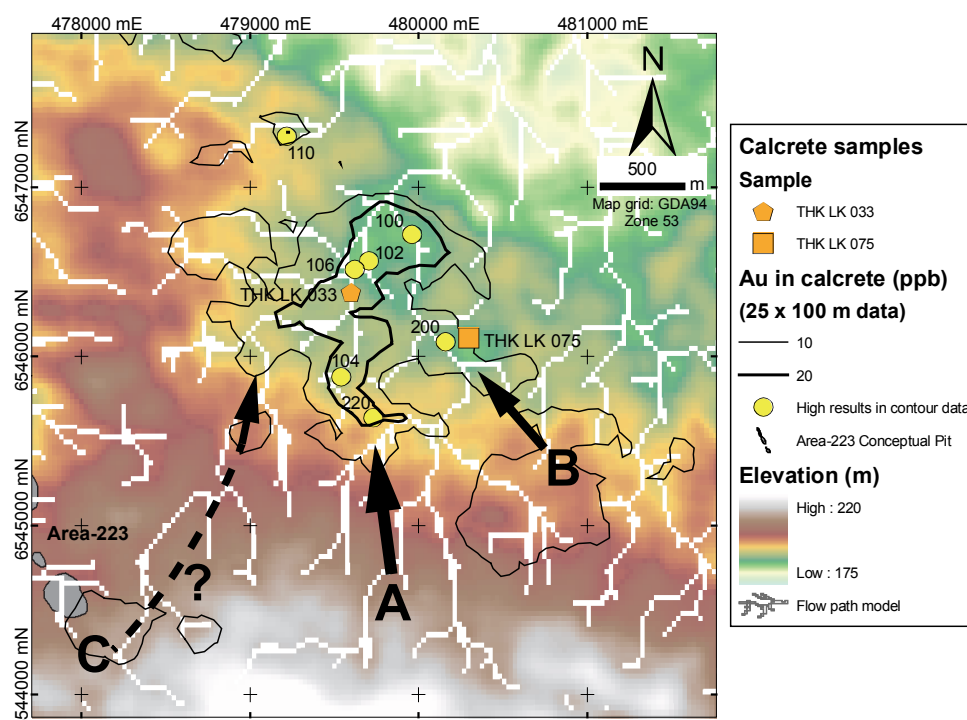 478000 mE
479000 mE
480000 mE
481000 mE
6547000 mN
6546000 mN
6545000 mN
544000 mN
N
500
m
Map grid: GDA94
Zone 53
110
100
102
106
THK LK 033
200
THK LK 075
104
220
B
Area-223
?
A
C
Calcrete samples
Sample
THK LK 033
THK LK 075
Au in calcrete (ppb)
(25 x 100 m data)
10
20
High results in contour data
Area-223 Conceptual Pit
Elevation (m)
High : 220
Low : 175
Flow path model